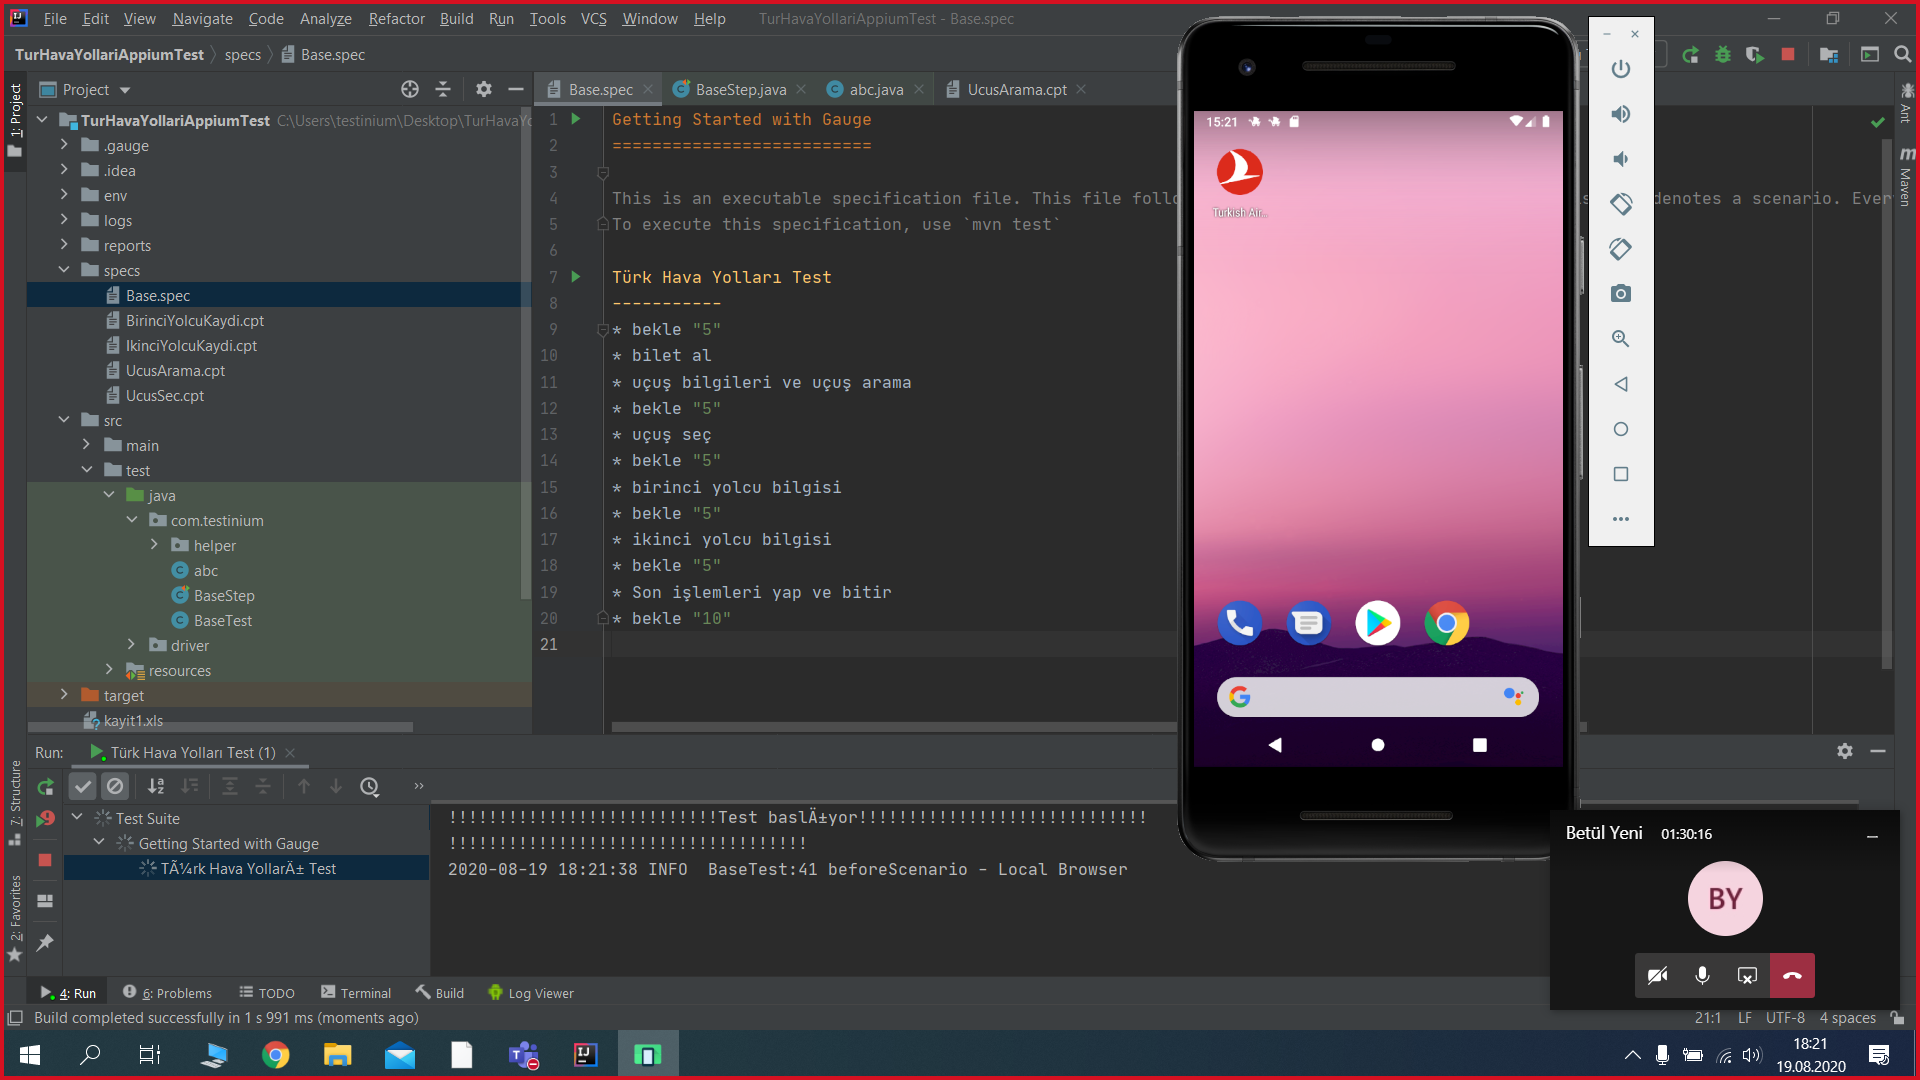 File Edit View Navigate Code Analyze Refactor Build Run Tools VCS Window Help TurHavaYollariAppiumTest - Base.spec
TurHavaYollariAppiumTest specs Base.spec
1: Project
Project
Base.spec
BaseStep.java
abc.java
UcusArama.cpt
TurHavaYollariAppiumTest C:\Users\testinium\Desktop\TurHavaYo
.gauge
.idea
env
logs
reports
specs
Base.spec
BirinciYolcuKaydi.cpt
IkinciYolcuKaydi.cpt
UcusArama.cpt
UcusSec.cpt
src
main
test
java
com.testinium
helper
abc
BaseStep
BaseTest
driver
resources
target
kayit1.xls
1 Getting Started with Gauge
2 ==========================
3
4 This is an executable specification file. This file follo
denotes a scenario. Ever
5 To execute this specification, use `mvn test`
6
7 Türk Hava Yolları Test
8 -----------
9 * bekle "5"
10 * bilet al
11 * uçuş bilgileri ve uçuş arama
12 * bekle "5"
13 * uçuş seç
14 * bekle "5"
15 * birinci yolcu bilgisi
16 * bekle "5"
17 * ikinci yolcu bilgisi
18 * bekle "5"
19 * Son işlemleri yap ve bitir
20 * bekle "10"
21
15:21
Turkish Air...
Ant
m
Maven
Run: Türk Hava Yolları Test (1)
7: Structure
2: Favorites
Test Suite
Getting Started with Gauge
TÃ¼rk Hava YollarÄ± Test
!!!!!!!!!!!!!!!!!!!!!!!!!!!Test baslÄ±yor!!!!!!!!!!!!!!!!!!!!!!!!!!!!!
!!!!!!!!!!!!!!!!!!!!!!!!!!!!!!!!!!!!
2020-08-19 18:21:38 INFO BaseTest:41 beforeScenario - Local Browser
Betül Yeni 01:30:16
BY
4: Run 6: Problems TODO Terminal Build Log Viewer
Build completed successfully in 1 s 991 ms (moments ago)
21:1 LF UTF-8 4 spaces
18:21
19.08.2020